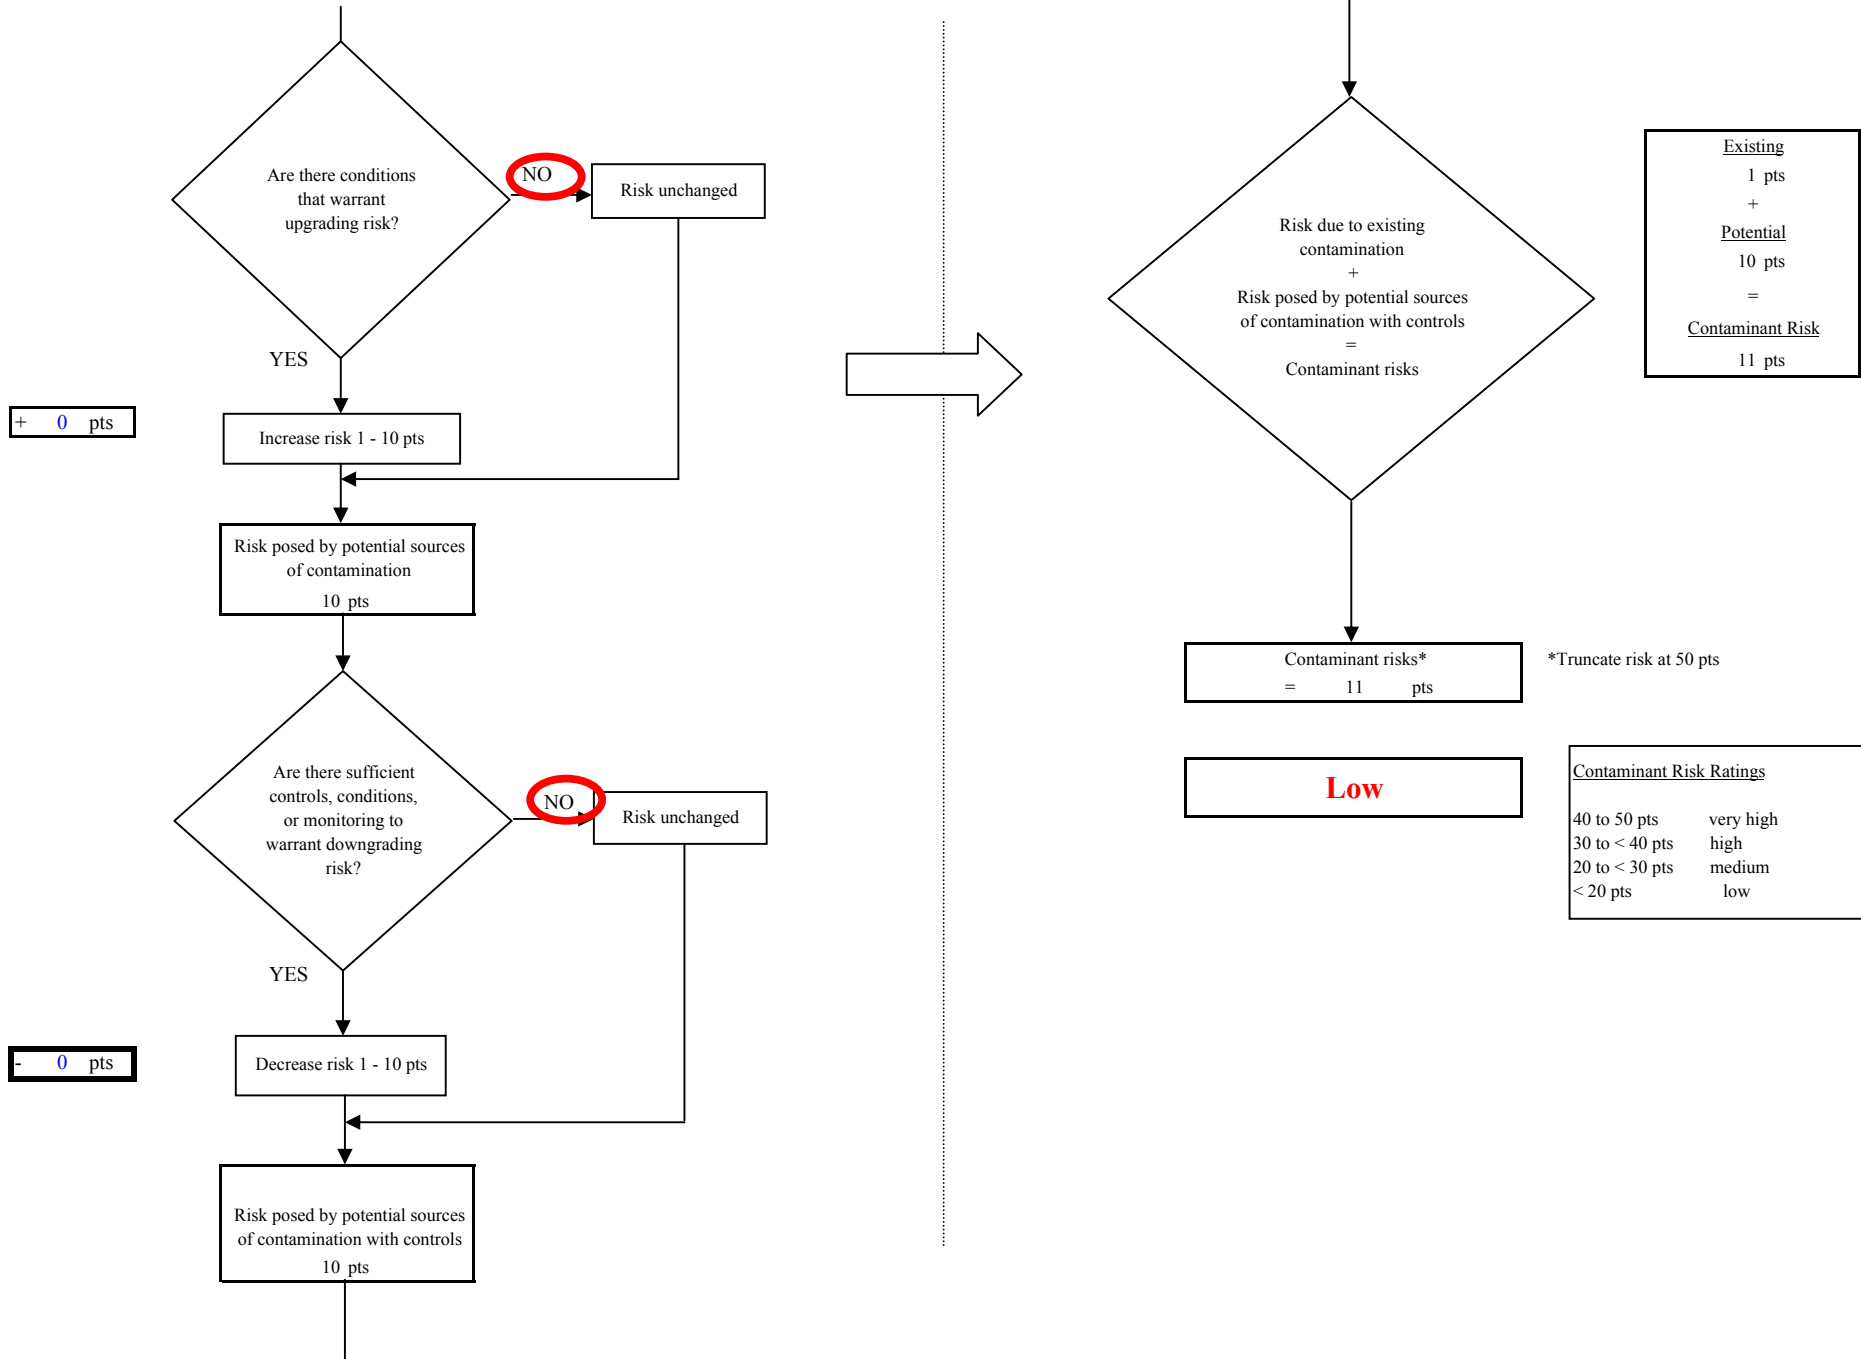 Are there conditions
that warrant
upgrading risk?
NO
Risk unchanged
YES
+ 0 pts
Increase risk 1 - 10 pts
Risk posed by potential sources
of contamination
10 pts
Are there sufficient
controls, conditions,
or monitoring to
warrant downgrading
risk?
NO
Risk unchanged
YES
- 0 pts
Decrease risk 1 - 10 pts
Risk posed by potential sources
of contamination with controls
10 pts
Risk due to existing
contamination
+
Risk posed by potential sources
of contamination with controls
=
Contaminant risks
Existing
1 pts
+
Potential
10 pts
=
Contaminant Risk
11 pts
Contaminant risks*
= 11 pts
*Truncate risk at 50 pts
Low
Contaminant Risk Ratings
40 to 50 pts very high
30 to < 40 pts high
20 to < 30 pts medium
< 20 pts low